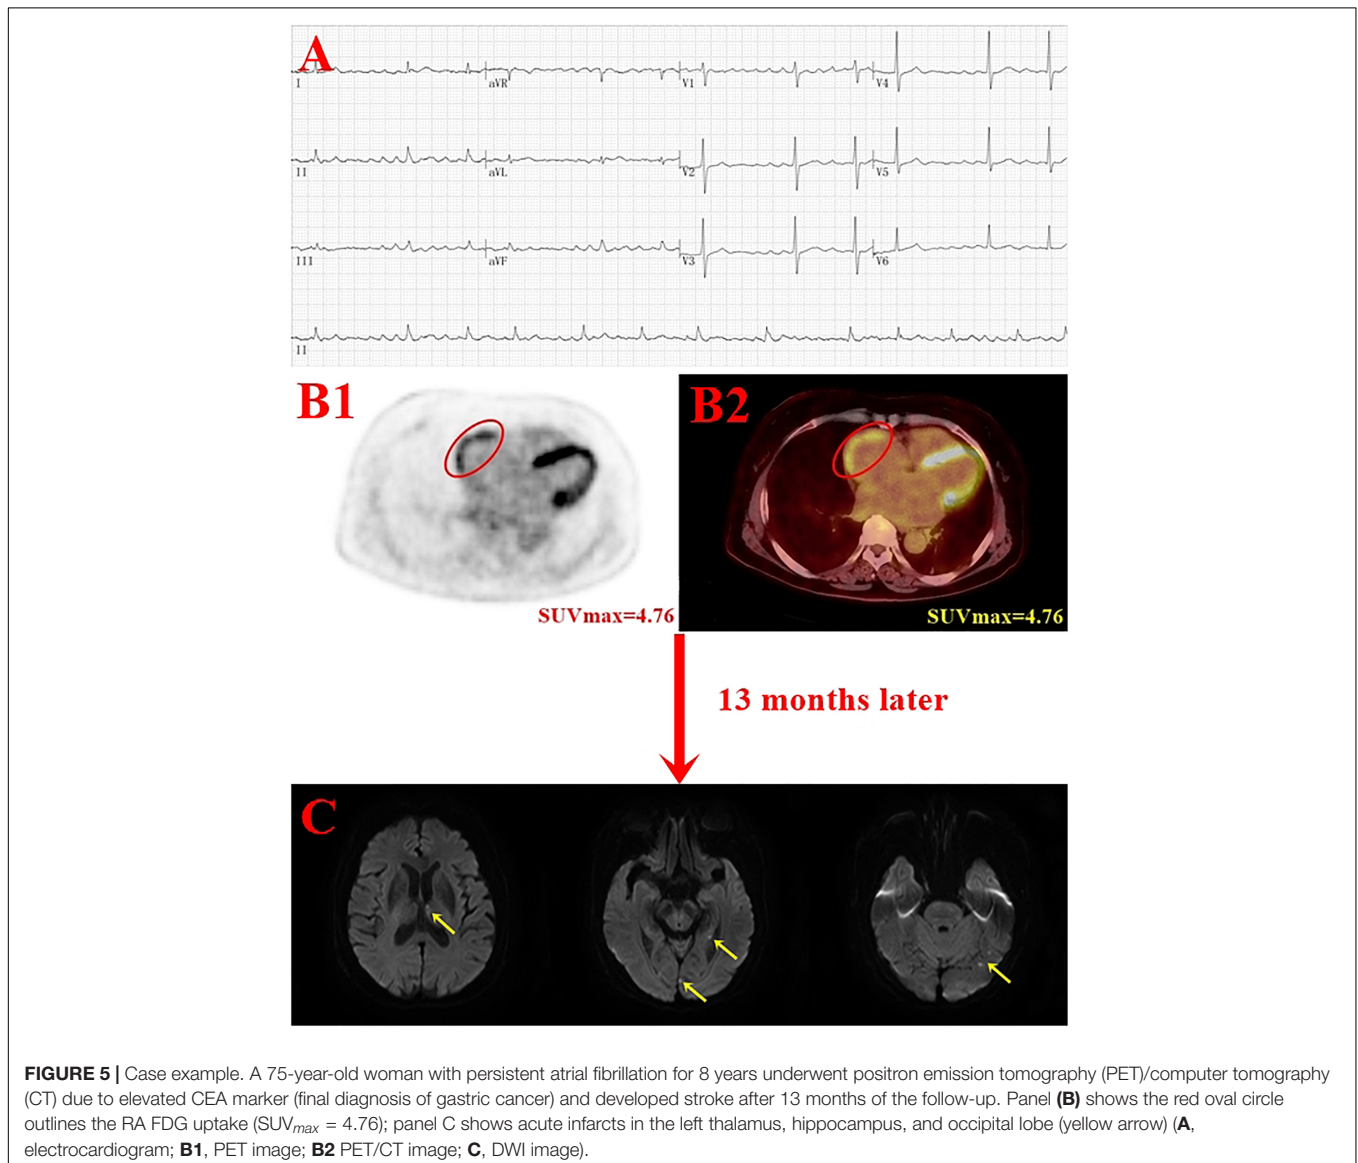 A
I aVR V1 V4
II aVL V2 V5
III aVF V3 V6
II
B1 B2
SUVmax=4.76 SUVmax=4.76
13 months later
C
FIGURE 5 | Case example. A 75-year-old woman with persistent atrial fibrillation for 8 years underwent positron emission tomography (PET)/computer tomography
(CT) due to elevated CEA marker (final diagnosis of gastric cancer) and developed stroke after 13 months of the follow-up. Panel (B) shows the red oval circle
outlines the RA FDG uptake (SUVmax = 4.76); panel C shows acute infarcts in the left thalamus, hippocampus, and occipital lobe (yellow arrow) (A,
electrocardiogram; B1, PET image; B2 PET/CT image; C, DWI image).